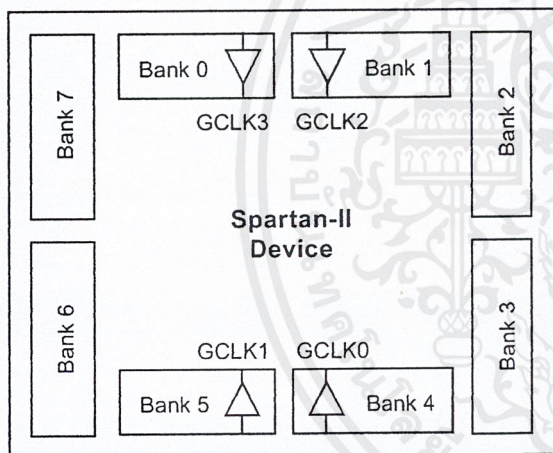 Bank 0
Bank 1
GCLK3
GCLK2
Bank 7
Bank 2
Spartan-II
Device
Bank 6
Bank 3
GCLK1
GCLK0
Bank 5
Bank 4